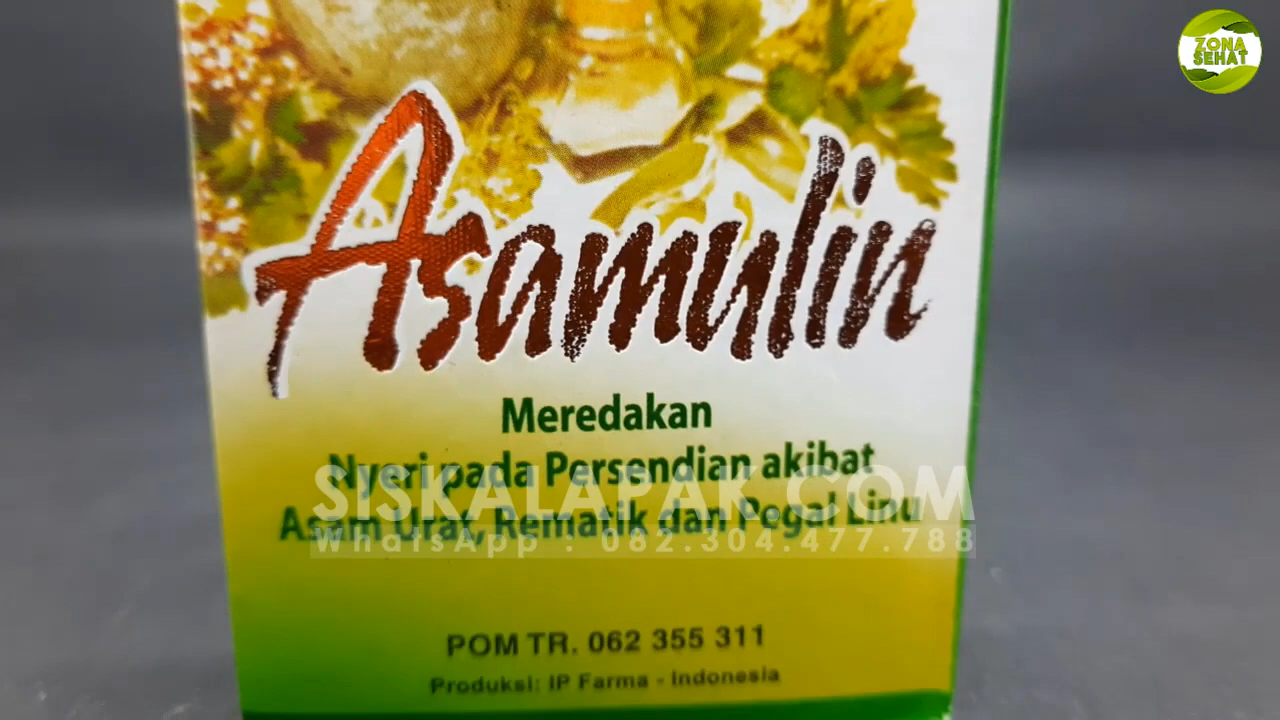 ZONA
SEHAT
Asamulin
Meredakan
Nyeri pada Persendian akibat
Asam Urat, Rematik dan Pegal Linu
SISKALAPAK.COM
WhatsApp : 082.304.477.788
POM TR. 062 355 311
Produksi: IP Farma - Indonesia